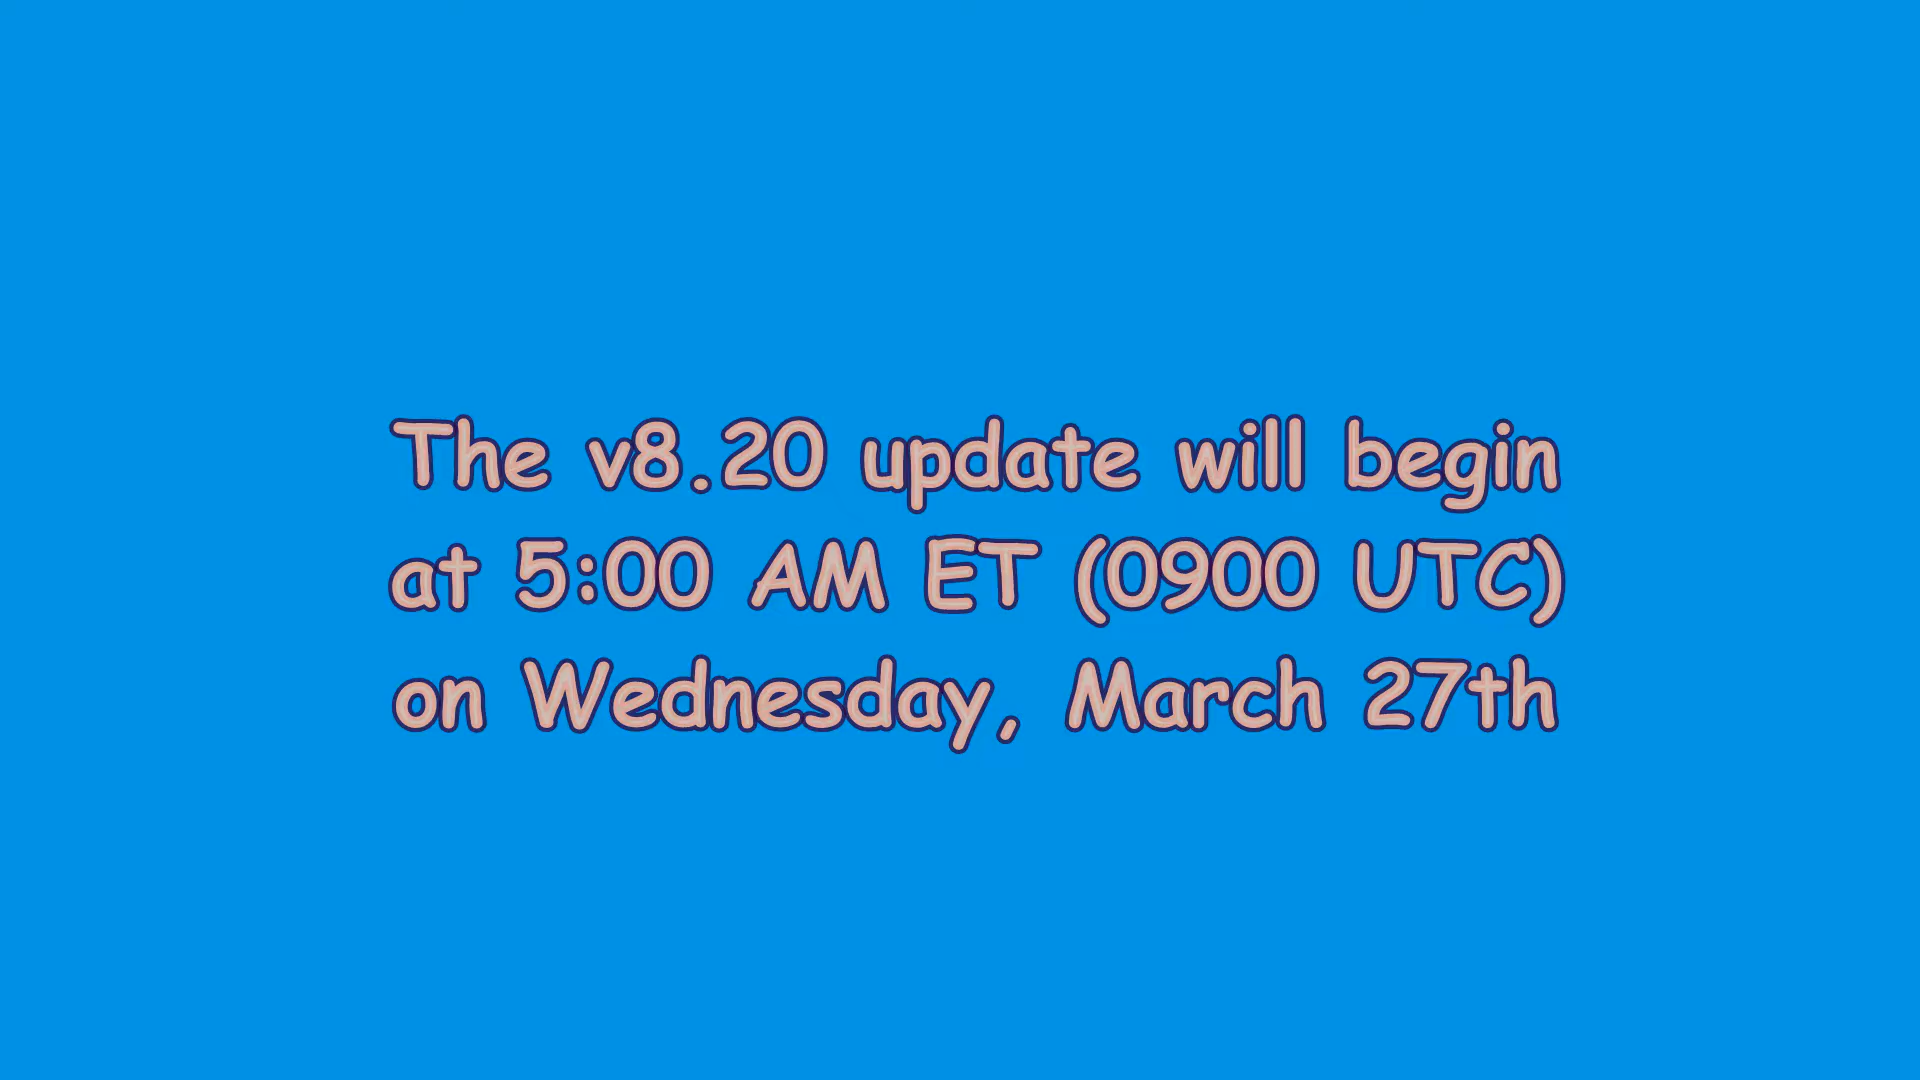 The v8.20 update will begin
at 5:00 AM ET (0900 UTC)
on Wednesday, March 27th